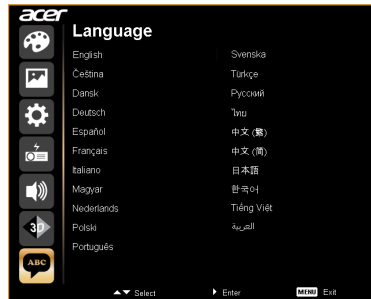 acer
Language
English
Čeština
Dansk
Deutsch
Español
Français
Italiano
Magyar
Nederlands
Polski
Português
Svenska
Türkçe
Русский
ไทย
中文 (繁)
中文 (简)
日本語
한국어
Tiếng Việt
العربية
3D
ABC
Select Enter MENU Exit